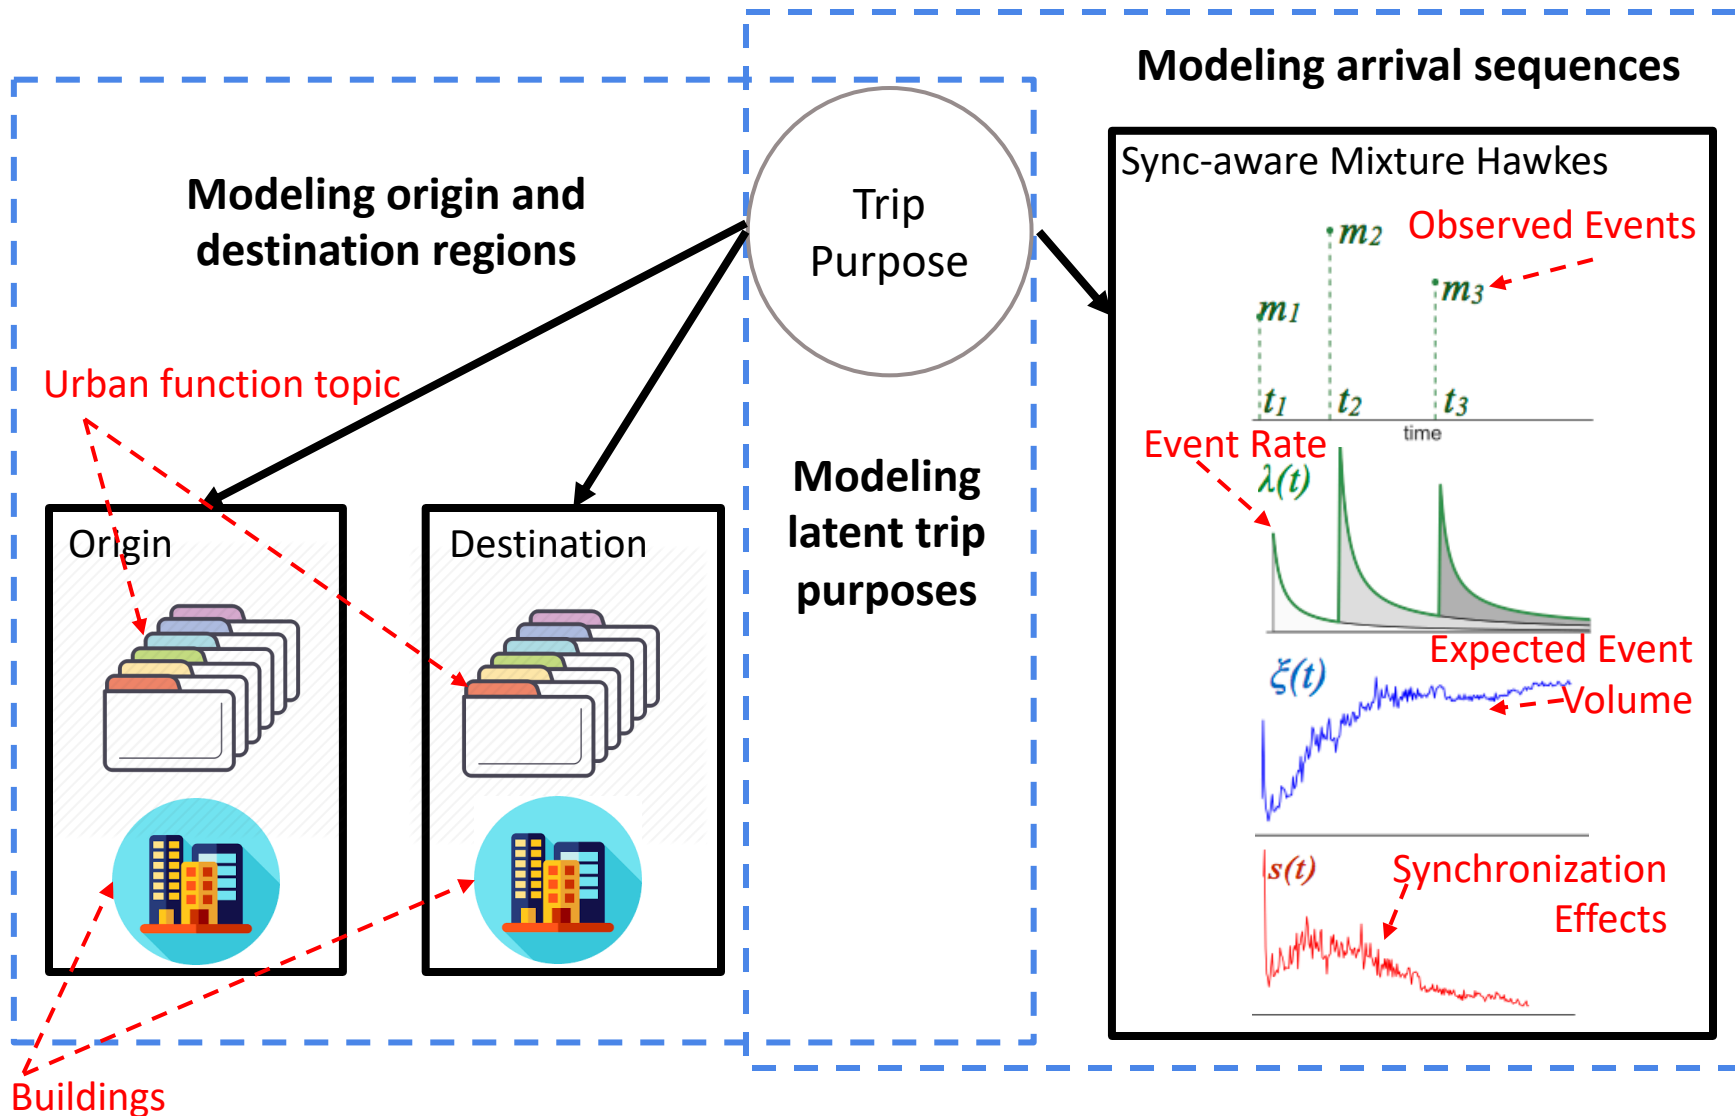 Modeling arrival sequences
Modeling origin and
destination regions
Trip
Purpose
Urban function topic
Origin
Destination
Modeling
latent trip
purposes
Buildings
Sync-aware Mixture Hawkes
Observed Events
m1
m2
m3
t1
t2
t3
time
Event Rate
λ(t)
Expected Event
Volume
ξ(t)
s(t)
Synchronization
Effects